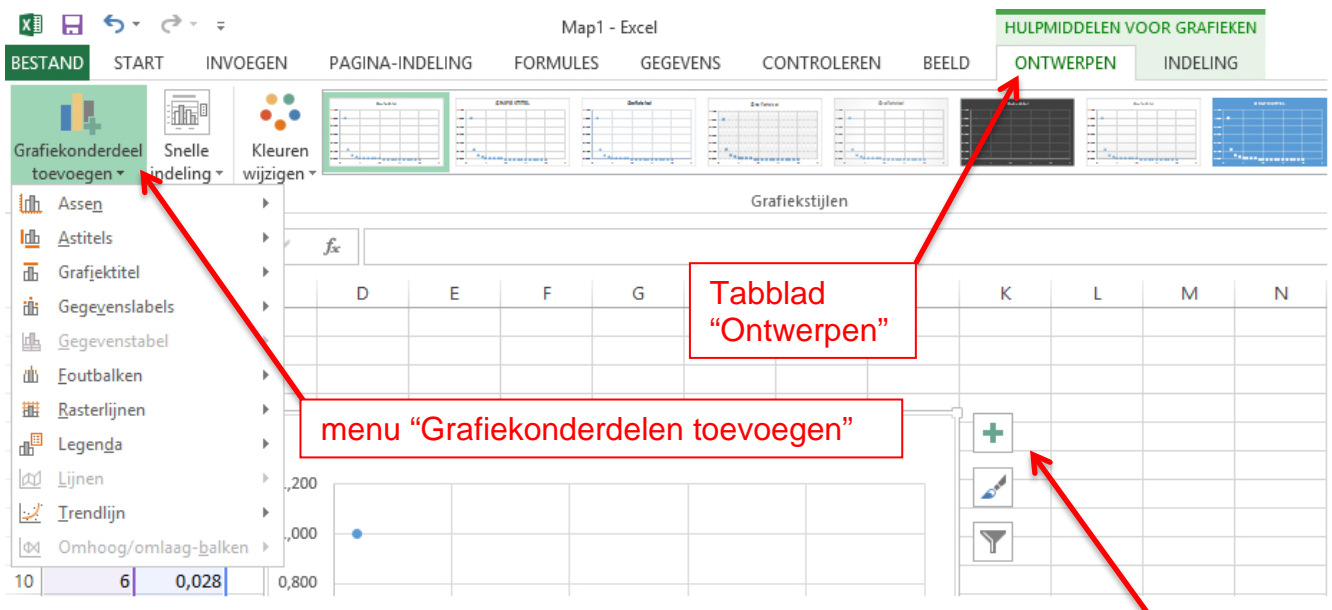 Map1 - Excel
HULPMIDDELEN VOOR GRAFIEKEN
BESTAND START INVOEGEN PAGINA-INDELING FORMULES GEGEVENS CONTROLEREN BEELD ONTWERPEN INDELING
Grafiekonderdeel toevoegen
Snelle indeling
Kleuren wijzigen
Grafiekstijlen
Assen
Astitels
Grafiektitel
Gegevenslabels
Gegevenstabel
Foutbalken
Rasterlijnen
Legenda
Lijnen
Trendlijn
Omhoog/omlaag-balken
fx
D E F G K L M N
Tabblad
“Ontwerpen”
menu “Grafiekonderdelen toevoegen”
,200
,000
0,800
10 6 0,028